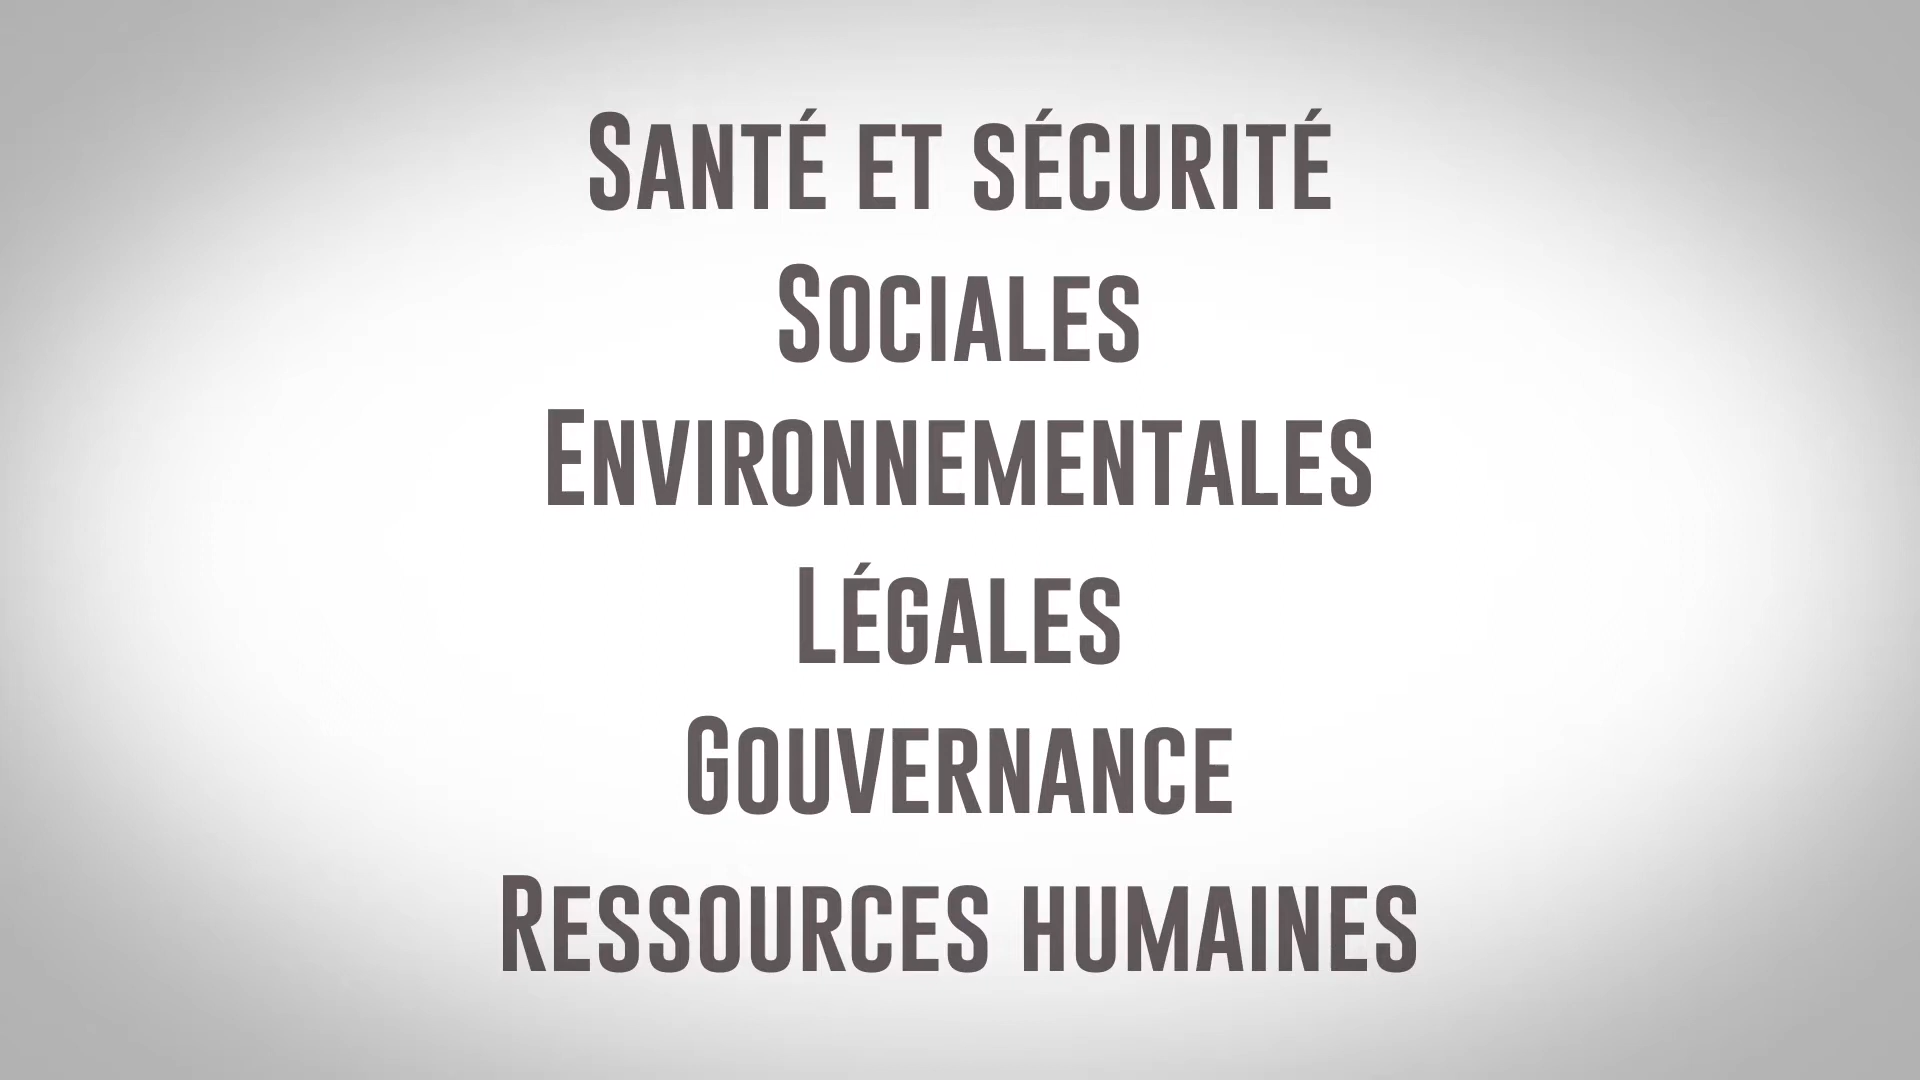 Santé et sécurité
Sociales
Environnementales
Légales
Gouvernance
Ressources humaines